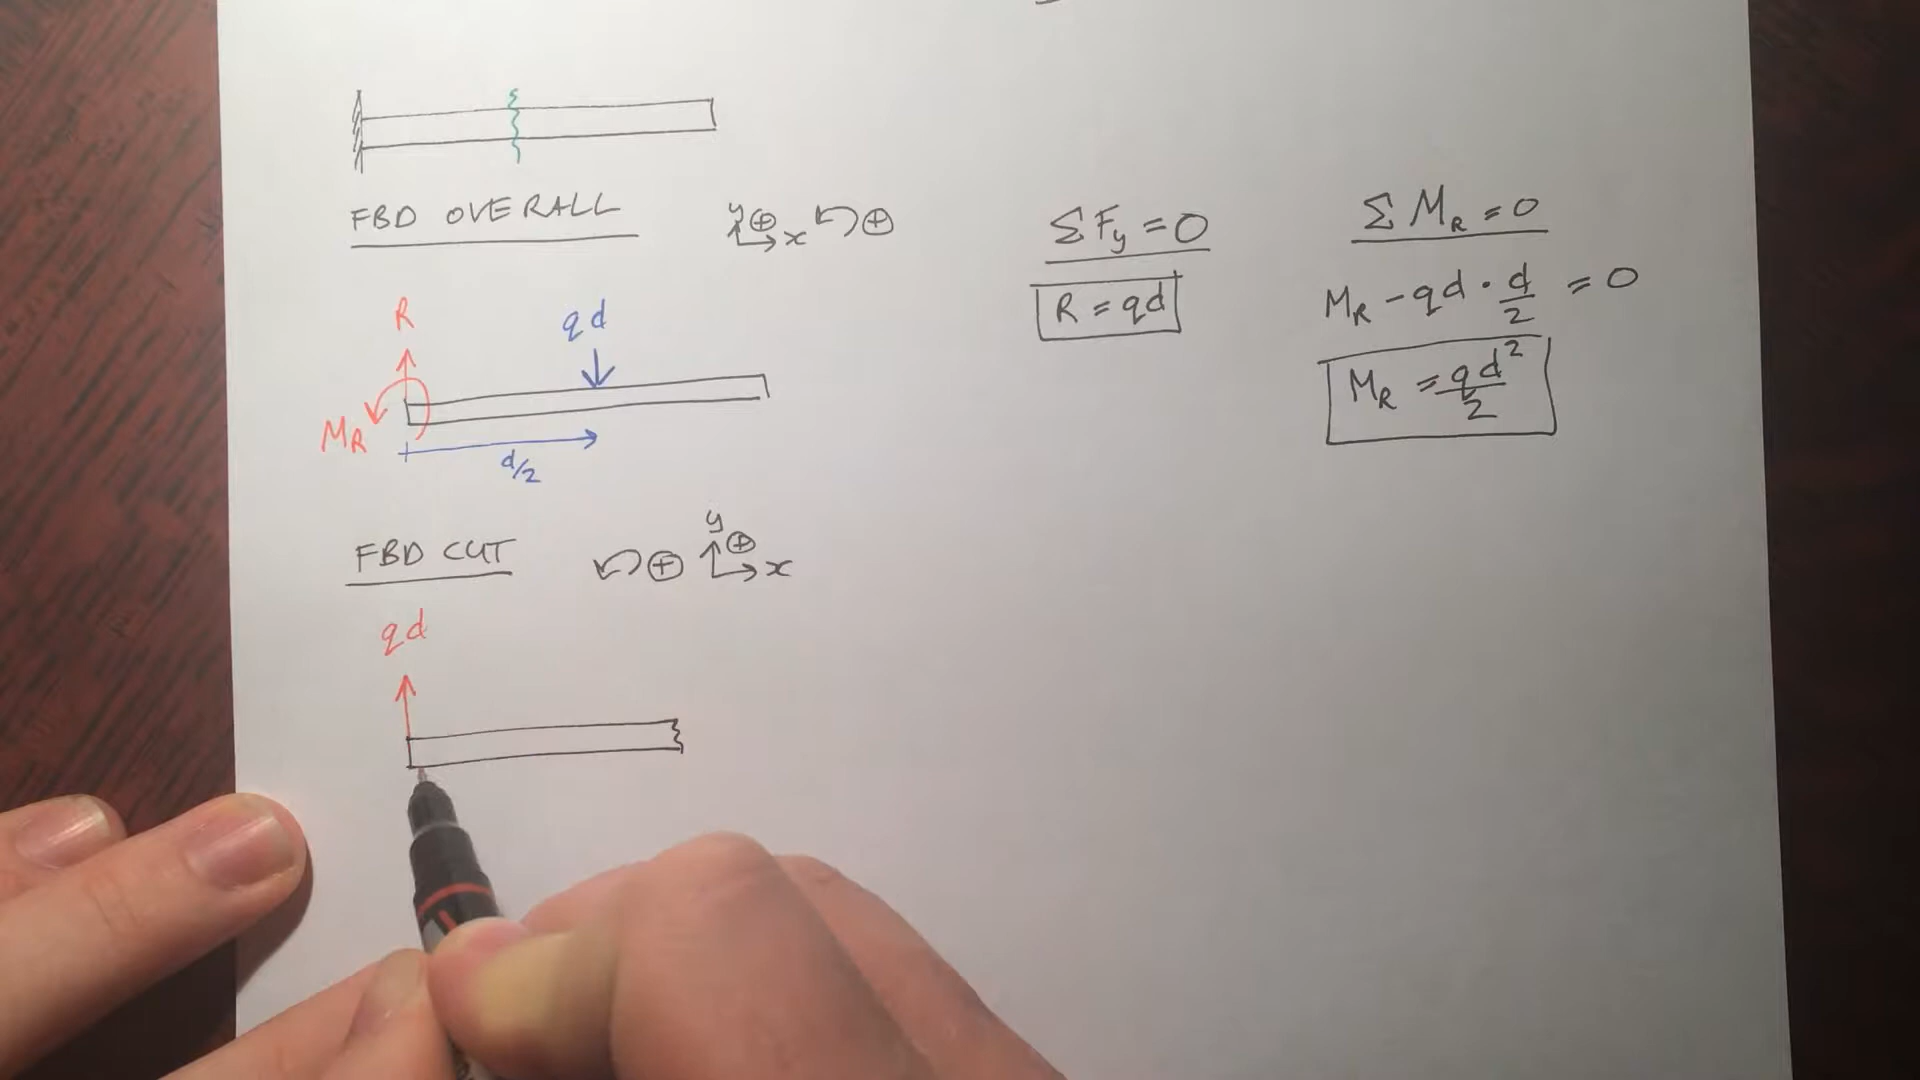 FBD OVERALL
y ⊕ x ⊕
R
qd
MR
d/2
ΣFy = 0
R = qd
ΣMR = 0
MR - qd · d/2 = 0
MR = qd²/2
FBD CUT
⊕ y ⊕ x
qd